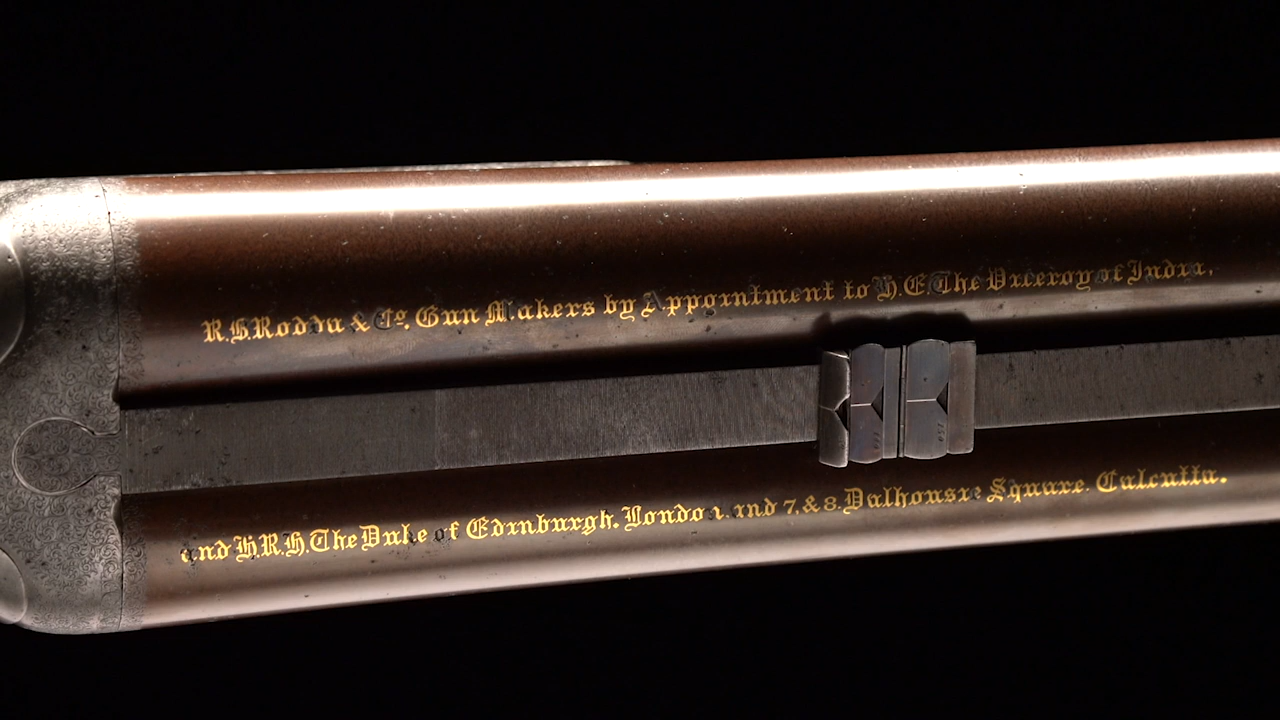 R.B.Rodda & Co. Gun Makers by Appointment to H.E.The Viceroy of India.
and H.R.H.The Duke of Edinburgh. London and 7,& 8.Dalhousie Square. Calcutta.